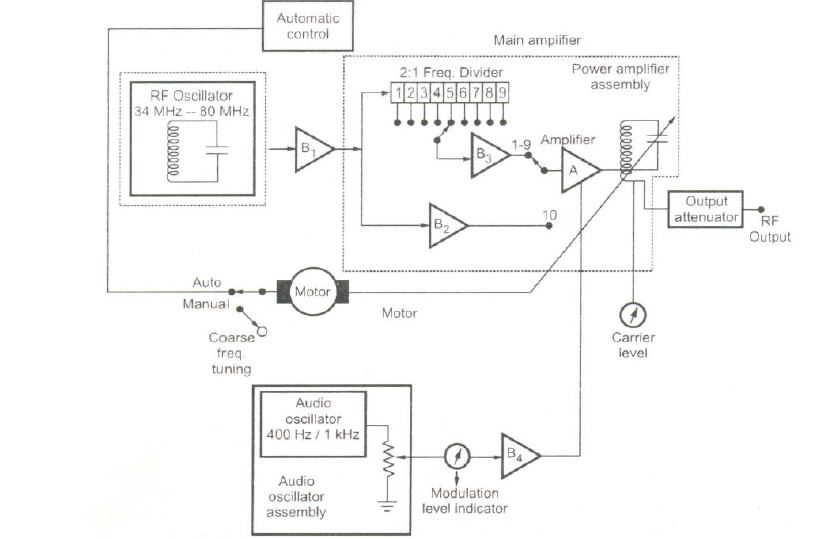 Automatic
control
Main amplifier
2:1 Freq. Divider
Power amplifier
assembly
1 2 3 4 5 6 7 8 9
RF Oscillator
34 MHz – 80 MHz
B1
B3
1-9
Amplifier
A
B2
10
Output
attenuator
RF
Output
Auto
Manual
Motor
Motor
Coarse
freq.
tuning
Carrier
level
Audio
oscillator
400 Hz / 1 kHz
Audio
oscillator
assembly
B4
Modulation
level indicator